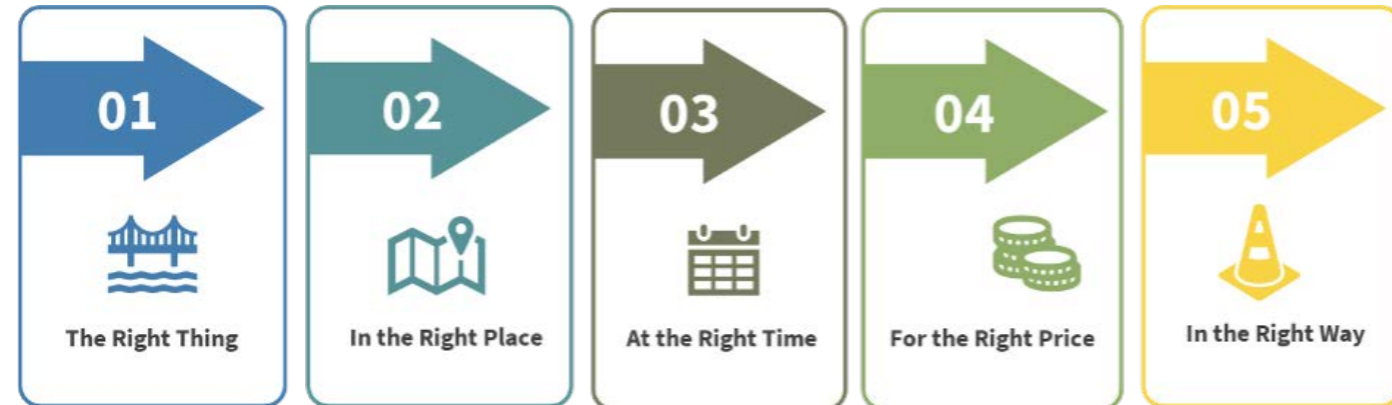 01
02
03
04
05
The Right Thing
In the Right Place
At the Right Time
For the Right Price
In the Right Way